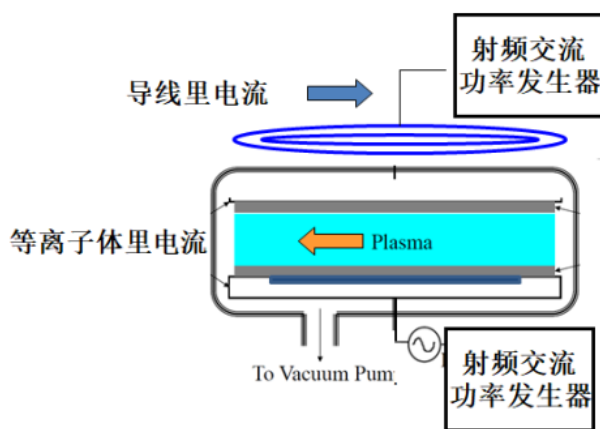 射频交流
功率发生器
导线里电流
等离子体里电流
Plasma
To Vacuum Pum
射频交流
功率发生器